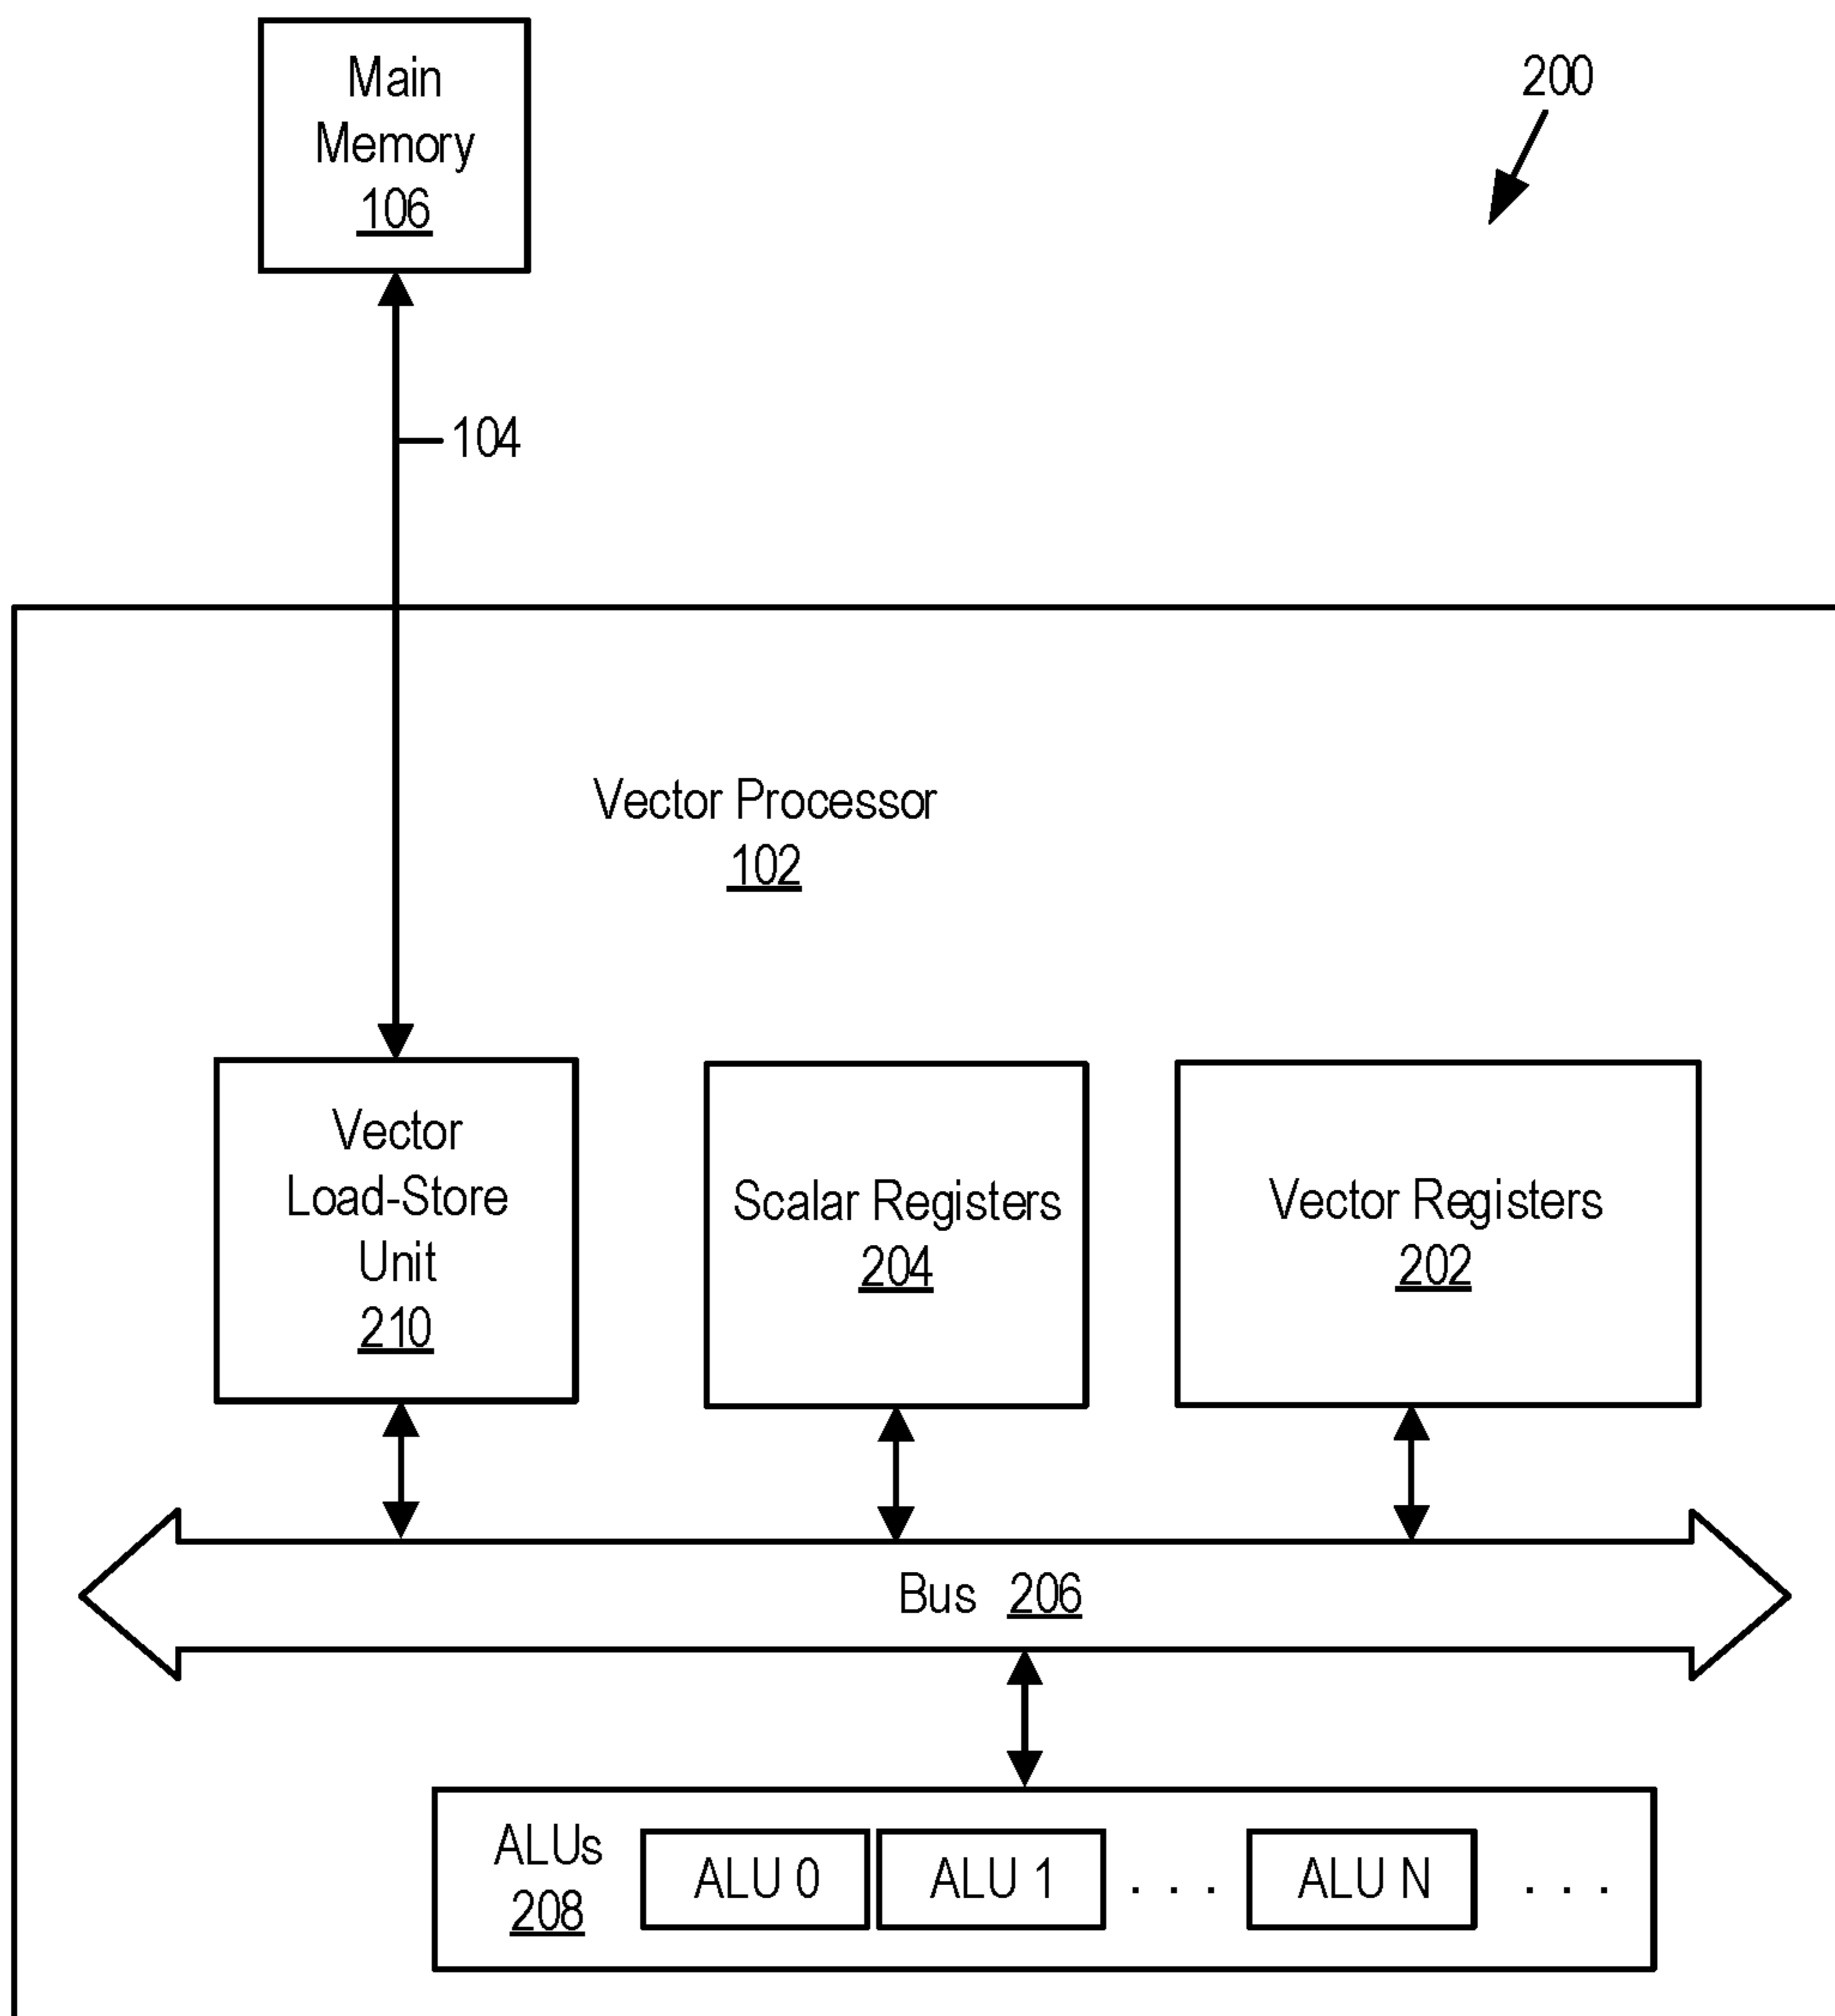 Main
Memory
106
200
104
Vector Processor
102
Vector
Load-Store
Unit
210
Scalar Registers
204
Vector Registers
202
Bus 206
ALUs
208
ALU 0
ALU 1
. . .
ALU N
. . .